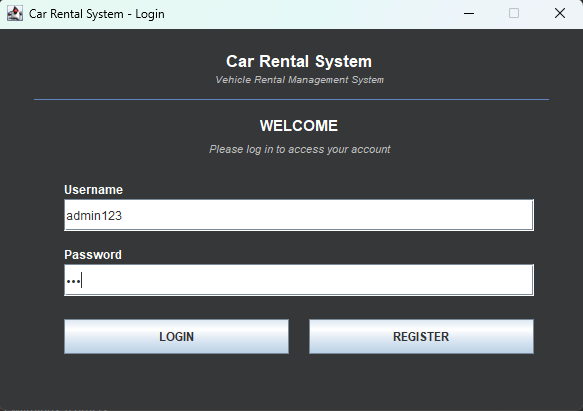 Car Rental System - Login
Car Rental System
Vehicle Rental Management System
WELCOME
Please log in to access your account
Username
admin123
Password
•••
LOGIN
REGISTER